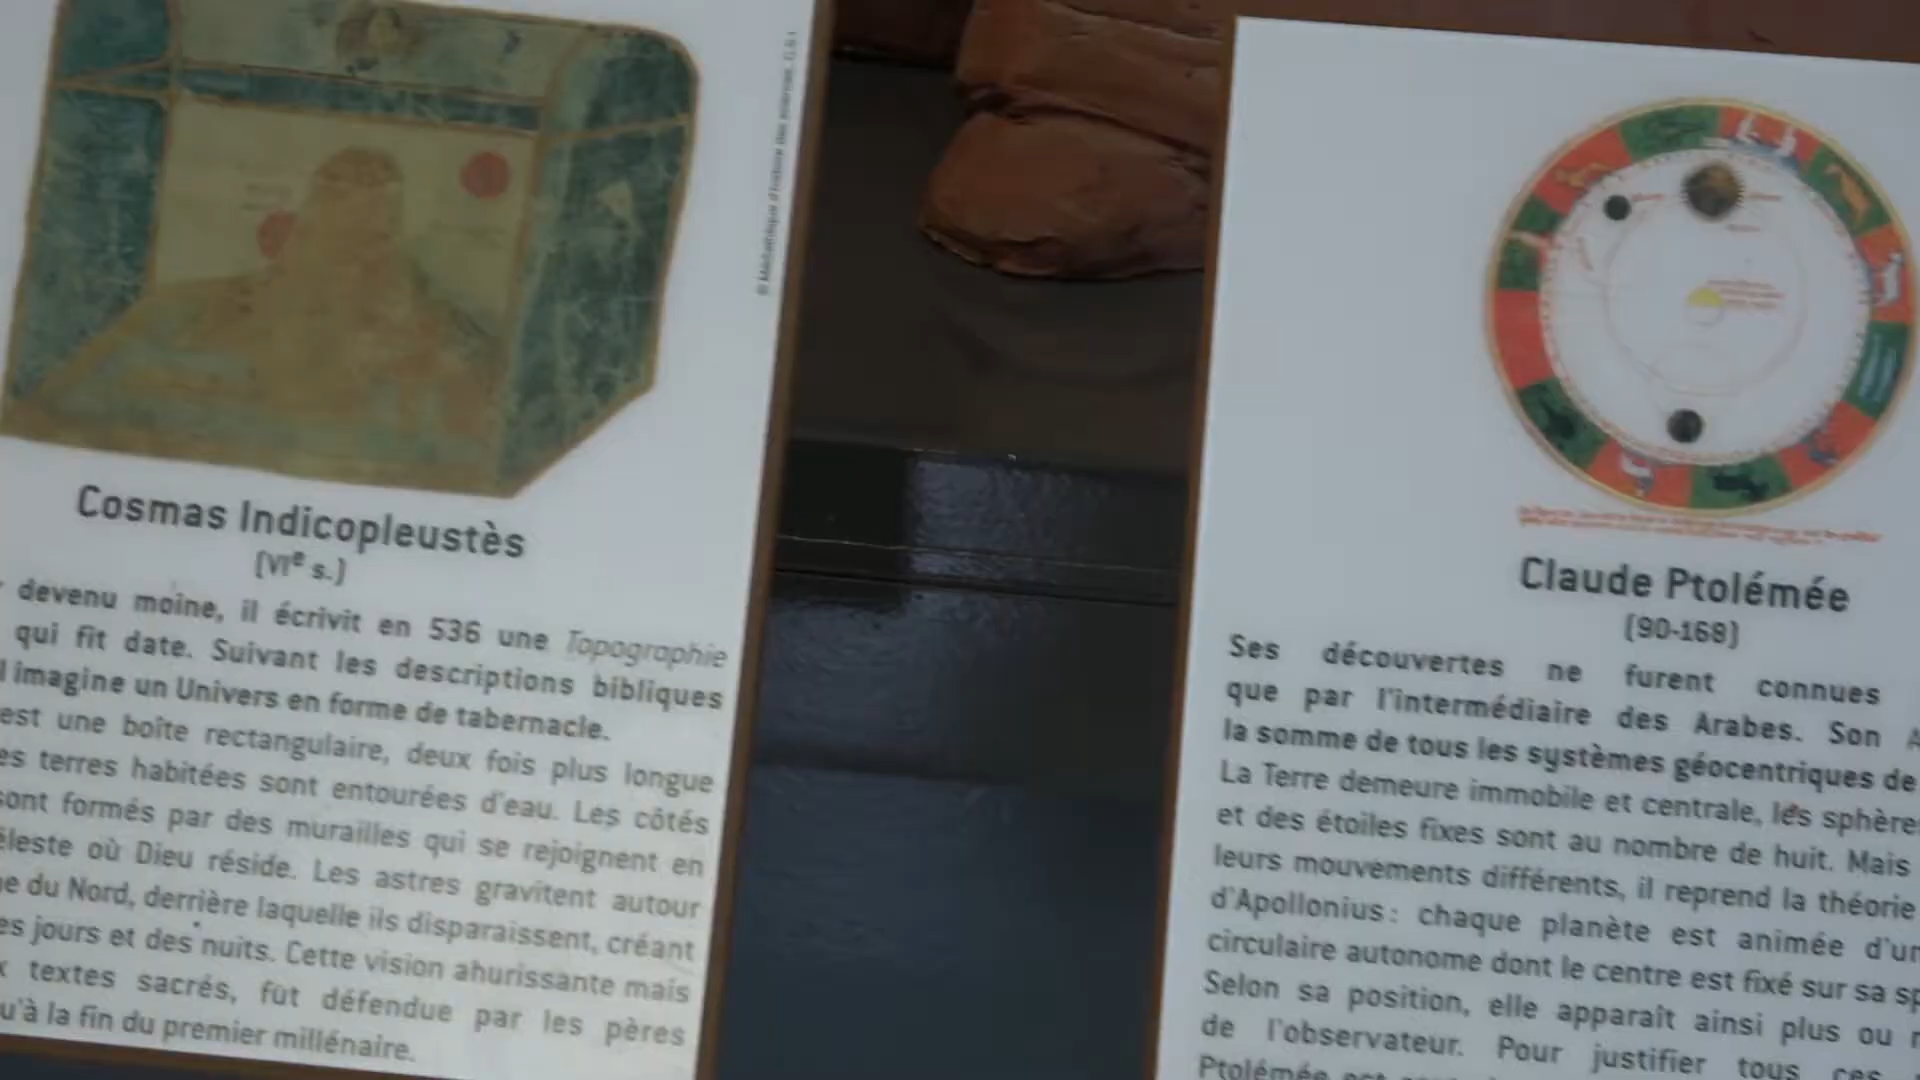 Cosmas Indicopleustès
(VIe s.)
devenu moine, il écrivit en 536 une Topographie
qui fit date. Suivant les descriptions bibliques
imagine un Univers en forme de tabernacle.
est une boîte rectangulaire, deux fois plus longue
es terres habitées sont entourées d'eau. Les côtés
sont formés par des murailles qui se rejoignent en
éleste où Dieu réside. Les astres gravitent autour
e du Nord, derrière laquelle ils disparaissent, créant
es jours et des nuits. Cette vision ahurissante mais
x textes sacrés, fût défendue par les pères
u'à la fin du premier millénaire.
Claude Ptolémée
(90-168)
Ses découvertes ne furent connues
que par l'intermédiaire des Arabes. Son A
la somme de tous les systèmes géocentriques de
La Terre demeure immobile et centrale, les sphère
et des étoiles fixes sont au nombre de huit. Mais
leurs mouvements différents, il reprend la théorie
d'Apollonius : chaque planète est animée d'un
circulaire autonome dont le centre est fixé sur sa sp
Selon sa position, elle apparaît ainsi plus ou
de l'observateur. Pour justifier tous ces
Ptolémée est